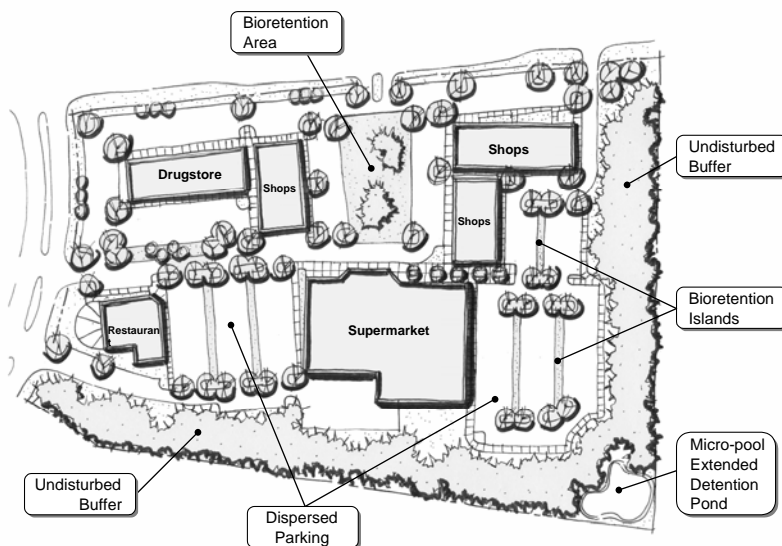 Bioretention
Area
Shops
Undisturbed
Buffer
Drugstore
Shops
Shops
Bioretention
Islands
Restauran
t
Supermarket
Micro-pool
Extended
Detention
Pond
Undisturbed
Buffer
Dispersed
Parking